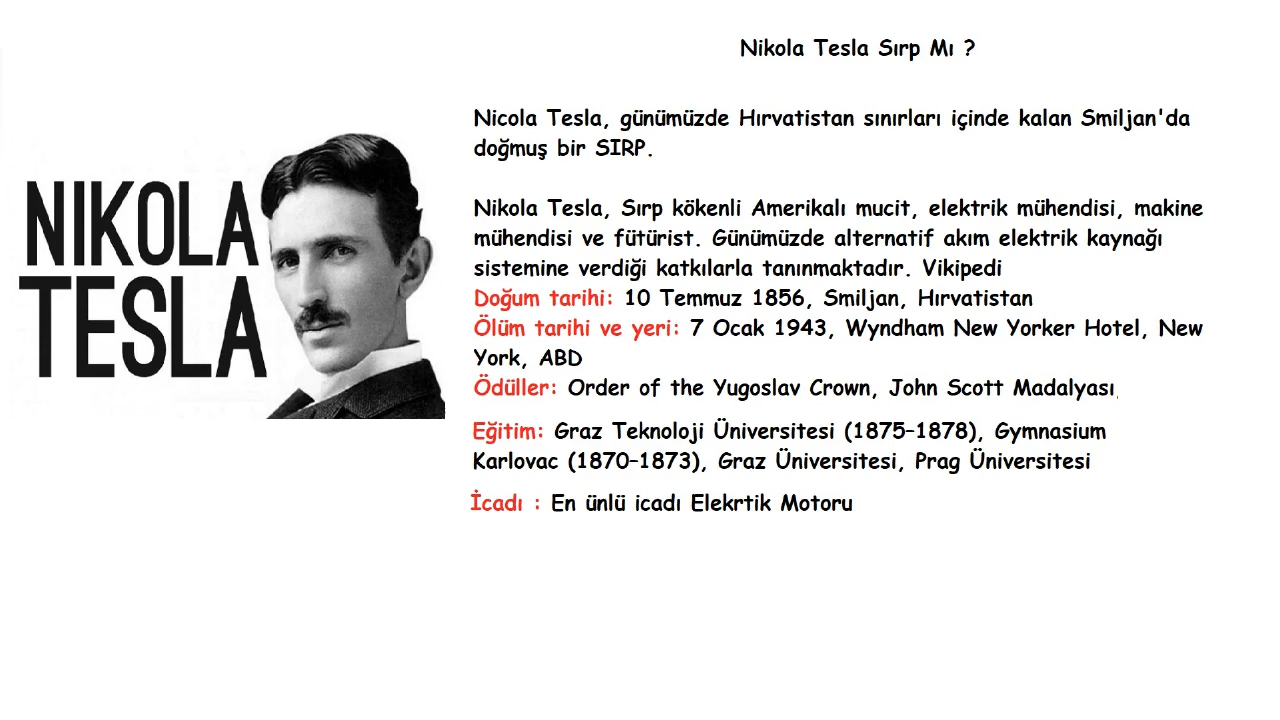 Nikola Tesla Sırp Mı ?
NIKOLA
TESLA
Nicola Tesla, günümüzde Hırvatistan sınırları içinde kalan Smiljan'da
doğmuş bir SIRP.
Nikola Tesla, Sırp kökenli Amerikalı mucit, elektrik mühendisi, makine
mühendisi ve fütürist. Günümüzde alternatif akım elektrik kaynağı
sistemine verdiği katkılarla tanınmaktadır. Vikipedi
Doğum tarihi: 10 Temmuz 1856, Smiljan, Hırvatistan
Ölüm tarihi ve yeri: 7 Ocak 1943, Wyndham New Yorker Hotel, New
York, ABD
Ödüller: Order of the Yugoslav Crown, John Scott Madalyası,
Eğitim: Graz Teknoloji Üniversitesi (1875–1878), Gymnasium
Karlovac (1870–1873), Graz Üniversitesi, Prag Üniversitesi
İcadı : En ünlü icadı Elekrtik Motoru